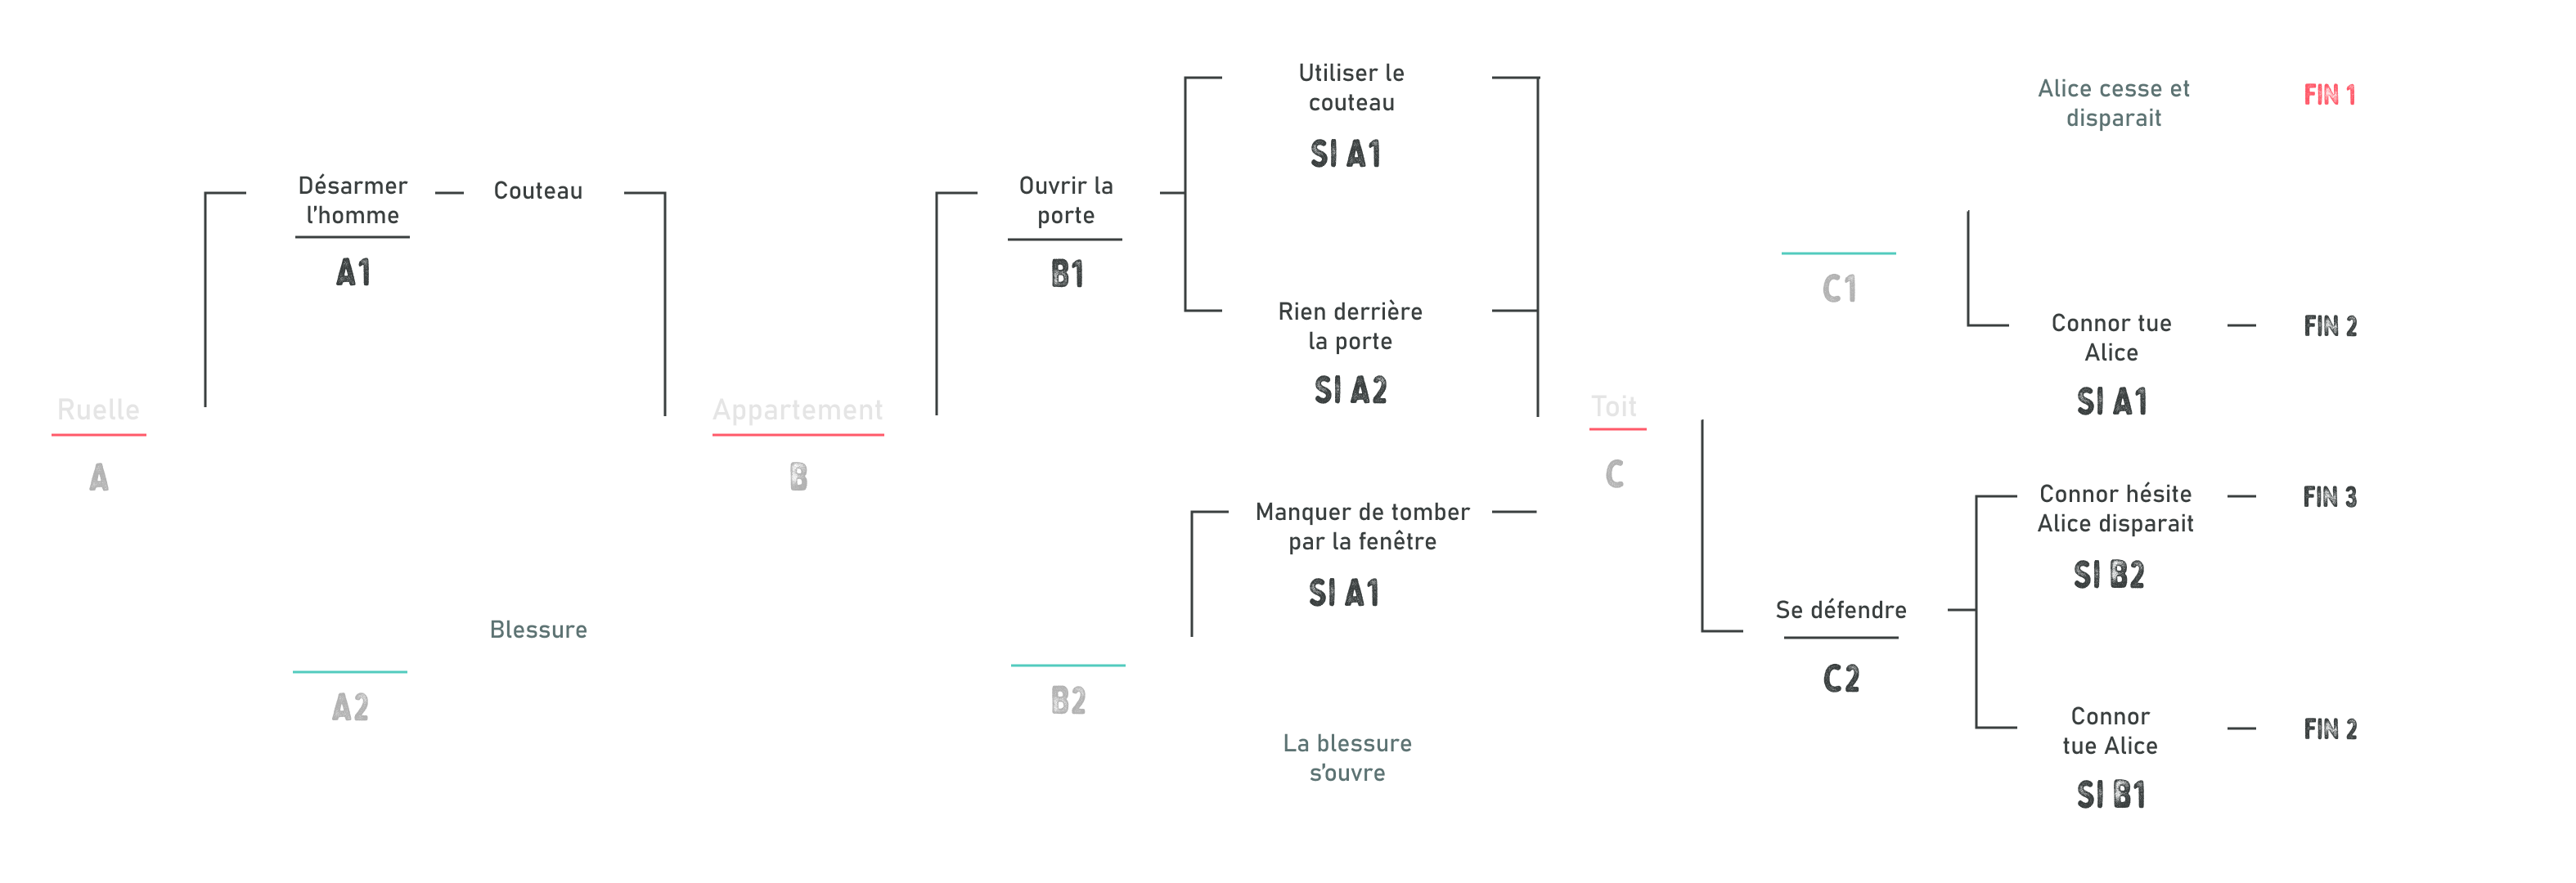 Ruelle
A
Désarmer
l'homme
A1
Couteau
A2
Blessure
Appartement
B
Ouvrir la
porte
B1
Utiliser le
couteau
SI A1
Rien derrière
la porte
SI A2
B2
Manquer de tomber
par la fenêtre
SI A1
La blessure
s'ouvre
Toit
C
C1
Alice cesse et
disparait
FIN 1
Connor tue
Alice
SI A1
FIN 2
Se défendre
C2
Connor hésite
Alice disparait
SI B2
FIN 3
Connor
tue Alice
SI B1
FIN 2